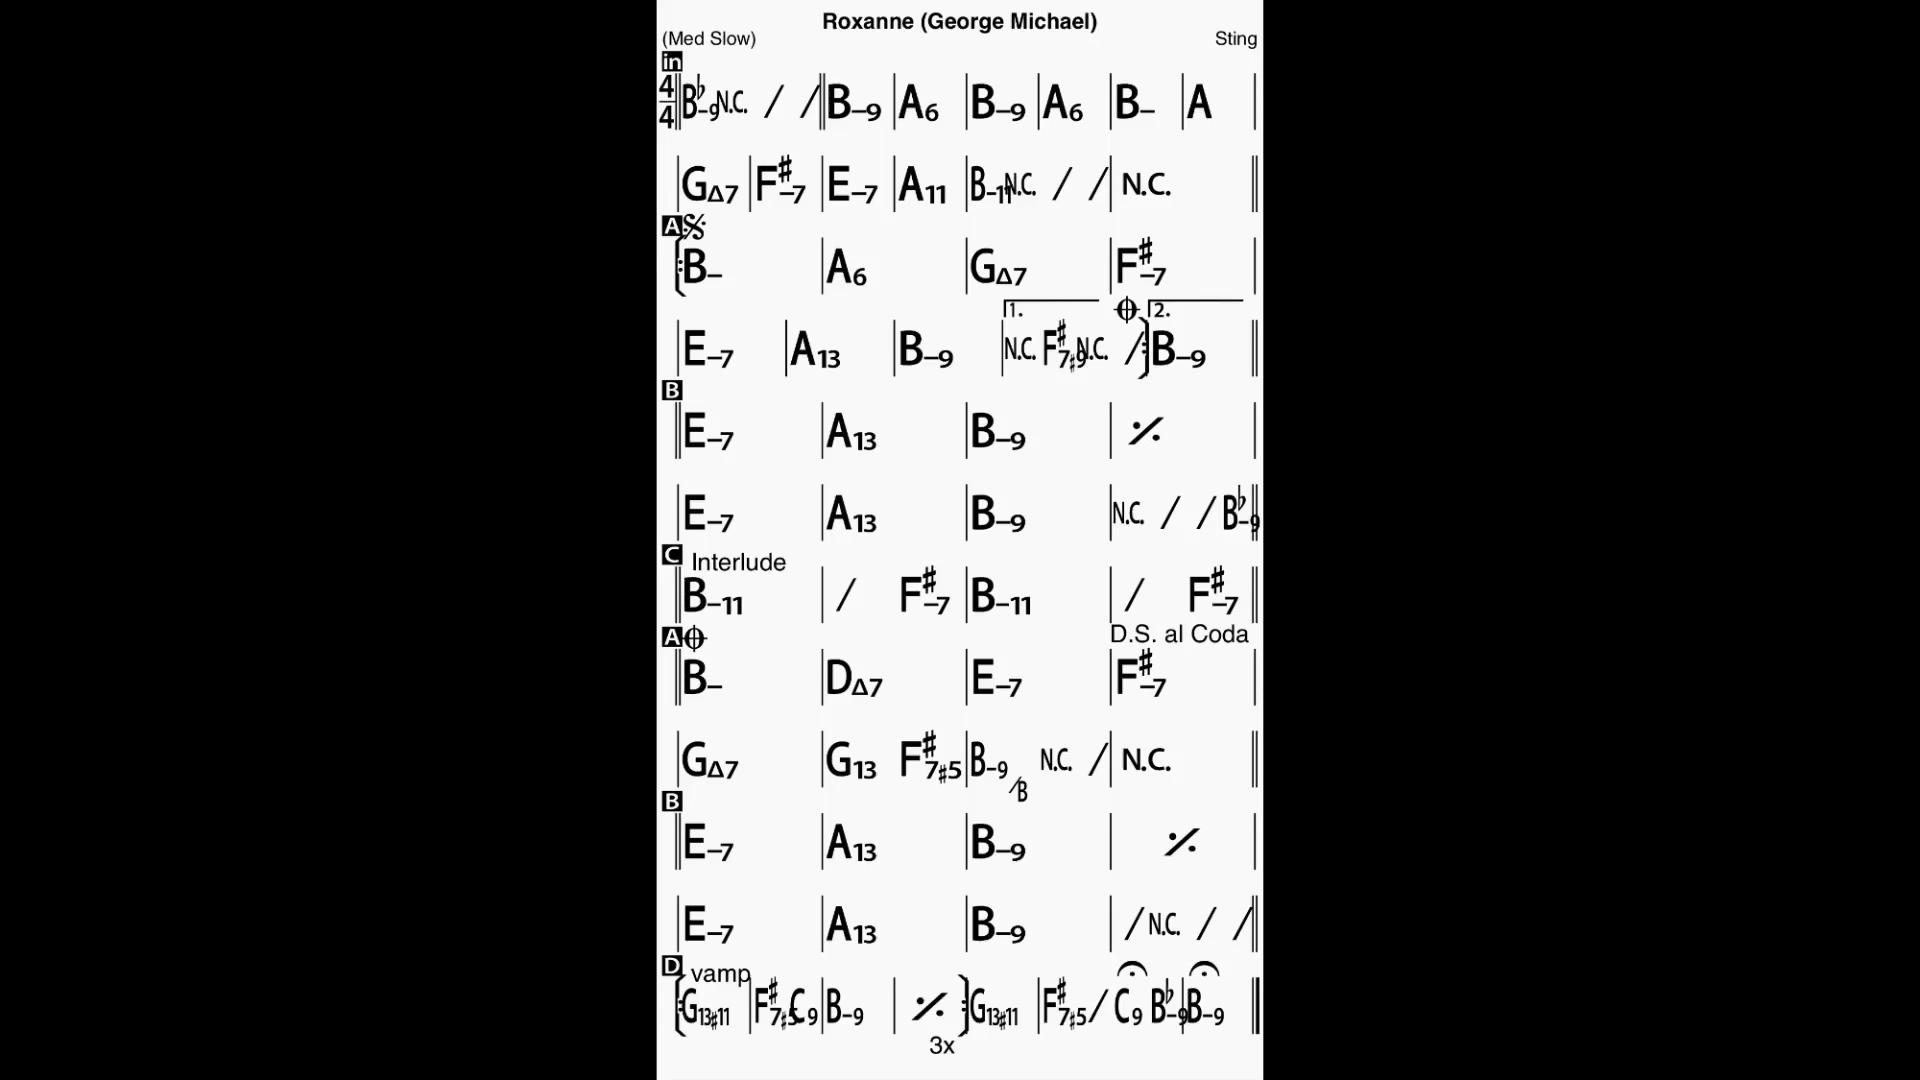 Roxanne (George Michael)
(Med Slow) Sting
in
4/4 B♭–9 N.C. / / B–9 A6 B–9 A6 B– A
GΔ7 F♯–7 E–7 A11 B–11 N.C. / / N.C.
A
B– A6 GΔ7 F♯–7
1. 2.
E–7 A13 B–9 N.C. F♯7♯9 N.C. / B–9
B
E–7 A13 B–9 𝄎
E–7 A13 B–9 N.C. / / B♭–9
C Interlude
B–11 / F♯–7 B–11 / F♯–7
A D.S. al Coda
B– DΔ7 E–7 F♯–7
GΔ7 G13 F♯7♯5 B–9/B N.C. / N.C.
B
E–7 A13 B–9 𝄎
E–7 A13 B–9 / N.C. / /
D vamp
G13♯11 F♯7♯5 C9 B–9 𝄎 G13♯11 F♯7♯5 / C9 B♭–9 B–9
3x